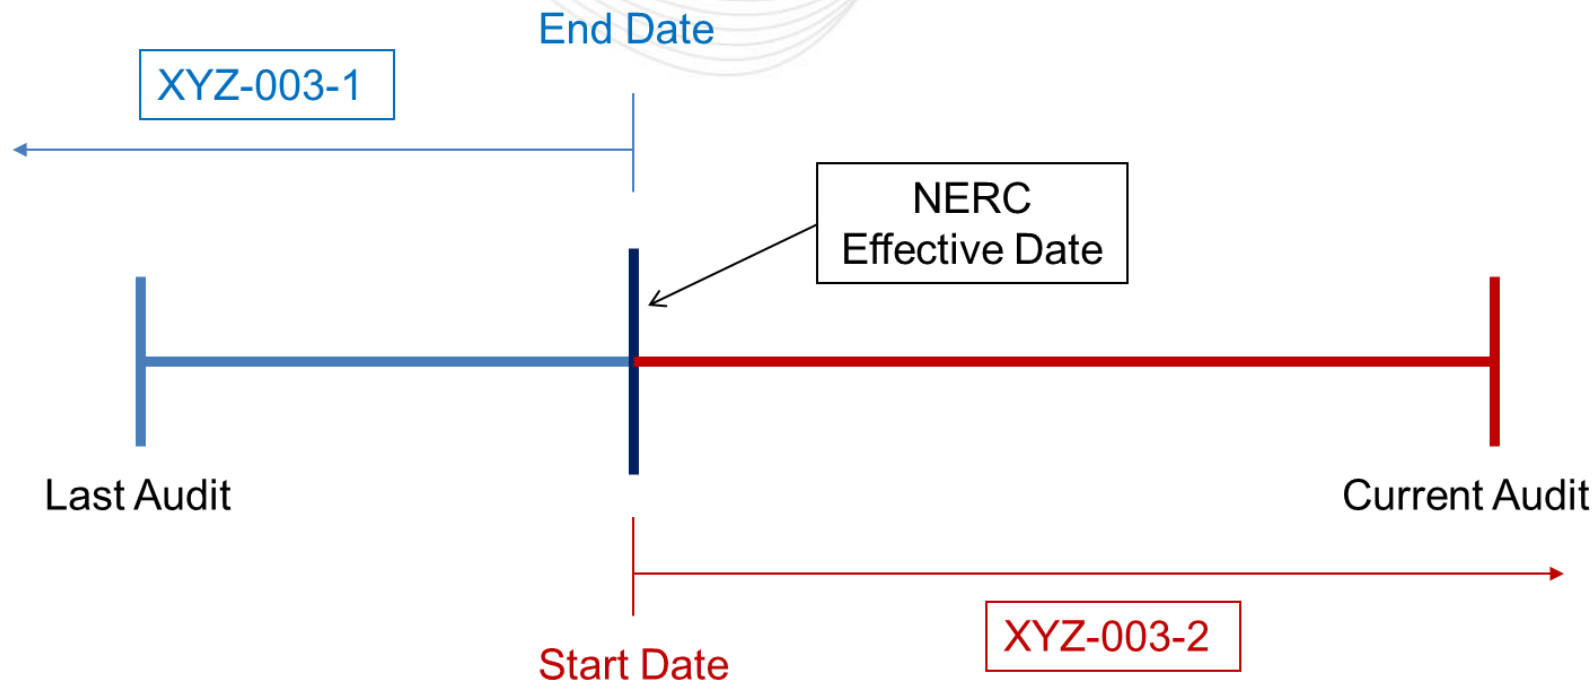 End Date
XYZ-003-1
NERC
Effective Date
Last Audit
Current Audit
XYZ-003-2
Start Date